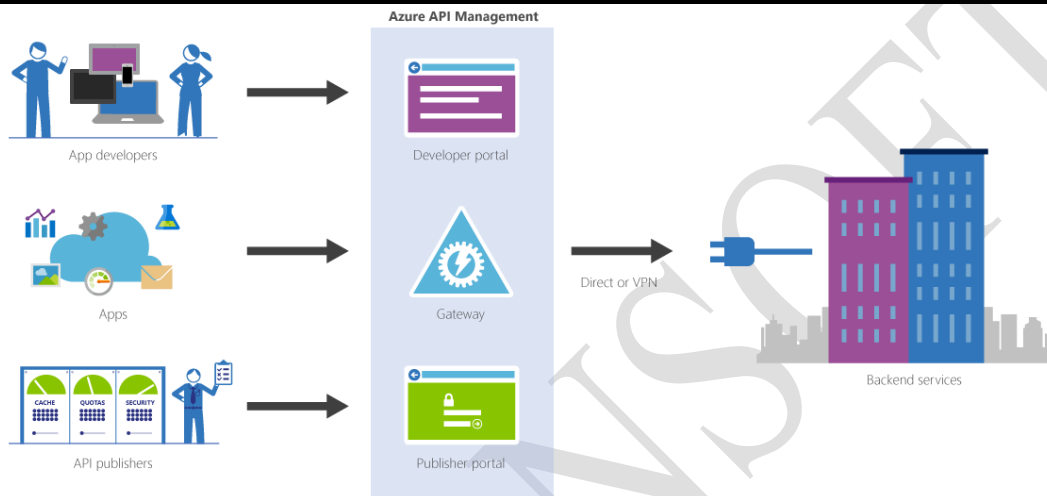 Azure API Management
App developers
Developer portal
Apps
Gateway
Direct or VPN
Backend services
CACHE
QUOTAS
SECURITY
API publishers
Publisher portal
NSOFT